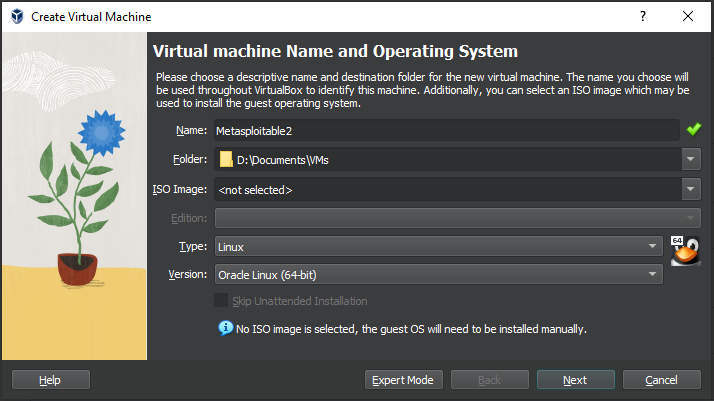 Create Virtual Machine
?
Virtual machine Name and Operating System
Please choose a descriptive name and destination folder for the new virtual machine. The name you choose will
be used throughout VirtualBox to identify this machine. Additionally, you can select an ISO image which may be
used to install the guest operating system.
Name: Metasploitable2
Folder: D:\Documents\VMs
ISO Image: <not selected>
Edition:
Type: Linux
64
Version: Oracle Linux (64-bit)
Skip Unattended Installation
No ISO image is selected, the guest OS will need to be installed manually.
Help Expert Mode Back Next Cancel